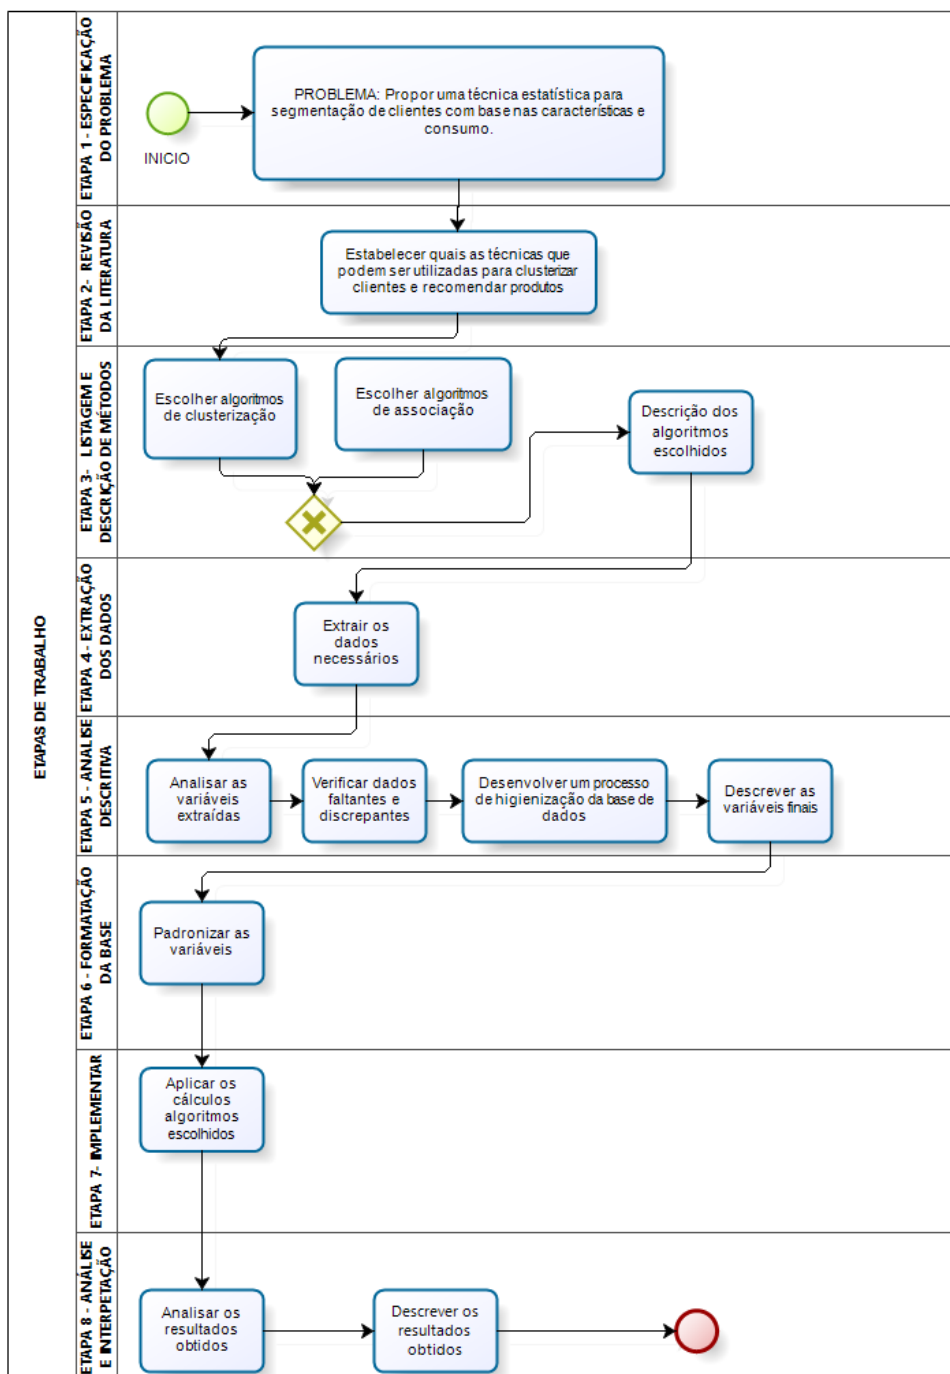 ETAPAS DE TRABALHO
ETAPA 1 - ESPECIFICAÇÃO
DO PROBLEMA
INICIO
PROBLEMA: Propor uma técnica estatística para
segmentação de clientes com base nas características e
consumo.
ETAPA 2- REVISÃO
DA LITERATURA
Estabelecer quais as técnicas que
podem ser utilizadas para clusterizar
clientes e recomendar produtos
ETAPA 3- LISTAGEM E
DESCRIÇÃO DE MÉTODOS
Escolher algoritmos
de clusterização
Escolher algoritmos
de associação
Descrição dos
algoritmos
escolhidos
ETAPA 4 - EXTRAÇÃO
DOS DADOS
Extrair os
dados
necessários
ETAPA 5 - ANALISE
DESCRITIVA
Analisar as
variáveis
extraídas
Verificar dados
faltantes e
discrepantes
Desenvolver um processo
de higienização da base de
dados
Descrever as
variáveis finais
ETAPA 6 - FORMATAÇÃO
DA BASE
Padronizar as
variáveis
ETAPA 7- IMPLEMENTAR
Aplicar os
cálculos
algoritmos
escolhidos
ETAPA 8 - ANÁLISE
E INTERPETAÇÃO
Analisar os
resultados
obtidos
Descrever os
resultados
obtidos